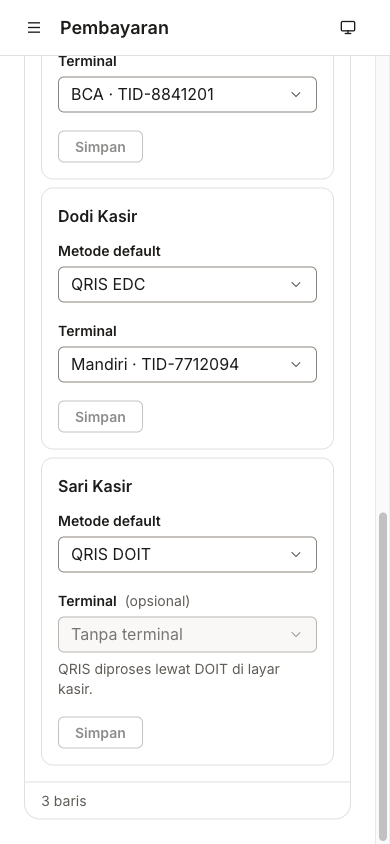 Pembayaran
Terminal
BCA · TID-8841201
Simpan
Dodi Kasir
Metode default
QRIS EDC
Terminal
Mandiri · TID-7712094
Simpan
Sari Kasir
Metode default
QRIS DOIT
Terminal (opsional)
Tanpa terminal
QRIS diproses lewat DOIT di layar
kasir.
Simpan
3 baris